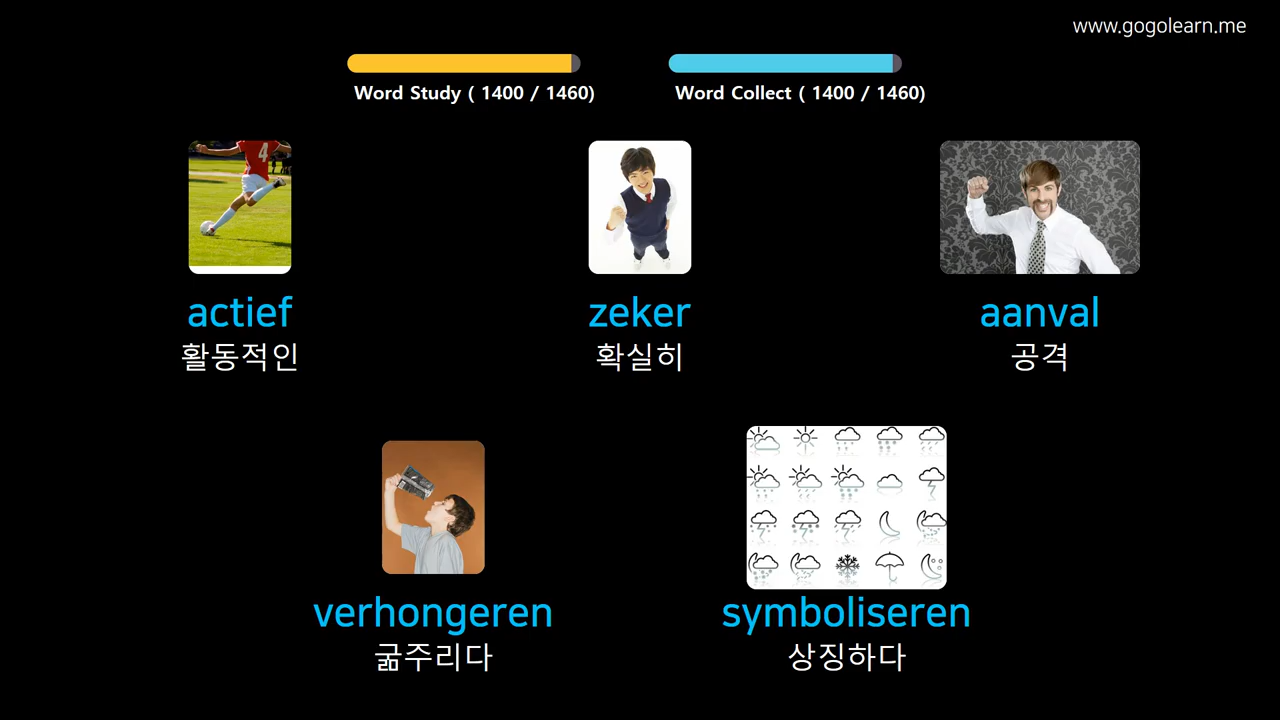 www.gogolearn.me
Word Study ( 1400 / 1460)
Word Collect ( 1400 / 1460)
4
actief
zeker
aanval
활동적인
확실히
공격
verhongeren
symboliseren
굶주리다
상징하다